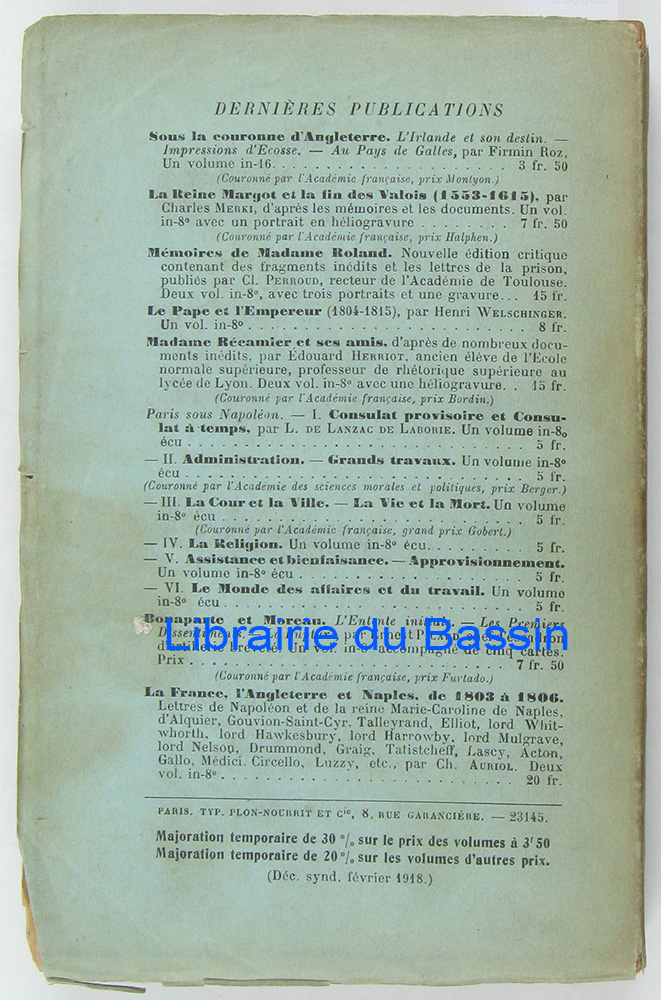 DERNIÈRES PUBLICATIONS
Sous la couronne d'Angleterre. L'Irlande et son destin. —
Impressions d'Ecosse. — Au Pays de Galles, par Firmin Roz,
Un volume in-16. . . . . . . . . . . . . . . . . . . . . 3 fr. 50
(Couronné par l'Académie française, prix Montyon.)
La Reine Margot et la fin des Valois (1553-1615), par
Charles MERKI, d'après les mémoires et les documents. Un vol.
in-8° avec un portrait en héliogravure . . . . . . . . 7 fr. 50
(Couronné par l'Académie française, prix Halphen.)
Mémoires de Madame Roland. Nouvelle édition critique
contenant des fragments inédits et les lettres de la prison,
publiés par Cl. PERROUD, recteur de l'Académie de Toulouse.
Deux vol. in-8°, avec trois portraits et une gravure... 15 fr.
Le Pape et l'Empereur (1804-1815), par Henri WELSCHINGER.
Un vol. in-8° . . . . . . . . . . . . . . . . . . . . . . 8 fr.
Madame Récamier et ses amis, d'après de nombreux docu-
ments inédits, par Édouard HERRIOT, ancien élève de l'Ecole
normale supérieure, professeur de rhétorique supérieure au
lycée de Lyon. Deux vol. in-8° avec une héliogravure. . 15 fr.
(Couronné par l'Académie française, prix Bordin.)
Paris sous Napoléon. — I. Consulat provisoire et Consu-
lat à temps, par L. DE LANZAC DE LABORIE. Un volume in-8o
écu . . . . . . . . . . . . . . . . . . . . . . . . . . 5 fr.
— II. Administration. — Grands travaux. Un volume in-8°
écu . . . . . . . . . . . . . . . . . . . . . . . . . . 5 fr.
(Couronné par l'Académie des sciences morales et politiques, prix Berger.)
— III. La Cour et la Ville. — La Vie et la Mort. Un volume
in-8° écu . . . . . . . . . . . . . . . . . . . . . . . 5 fr.
(Couronné par l'Académie française, grand prix Gobert.)
— IV. La Religion. Un volume in-8° écu. . . . . . . . . 5 fr.
— V. Assistance et bienfaisance. — Approvisionnement.
Un volume in-8° écu . . . . . . . . . . . . . . . . . . 5 fr.
— VI. Le Monde des affaires et du travail. Un volume
in-8° écu . . . . . . . . . . . . . . . . . . . . . . . 5 fr.
Bonaparte et Moreau. L'Entente Les Premiers
Librairie du Bassin
Un vol. in-8° accompagné de cinq cartes.
Prix . . . . . . . . . . . . . . . . . . . . . . . . 7 fr. 50
(Couronné par l'Académie française, prix Furtado.)
La France, l'Angleterre et Naples, de 1803 à 1806.
Lettres de Napoléon et de la reine Marie-Caroline de Naples,
d'Alquier, Gouvion-Saint-Cyr, Talleyrand, Elliot, lord Whit-
whorth, lord Hawkesbury, lord Harrowby, lord Mulgrave,
lord Nelson, Drummond, Graig, Tatistcheff, Lascy, Acton,
Gallo, Médici, Circello, Luzzy, etc., par Ch. AURIOL. Deux
vol. in-8° . . . . . . . . . . . . . . . . . . . . . . 20 fr.
PARIS. TYP. PLON-NOURRIT ET Cie, 8, RUE GARANCIÈRE. — 23145.
Majoration temporaire de 30 % sur le prix des volumes à 3f50
Majoration temporaire de 20 % sur les volumes d'autres prix.
(Déc. synd. février 1918.)